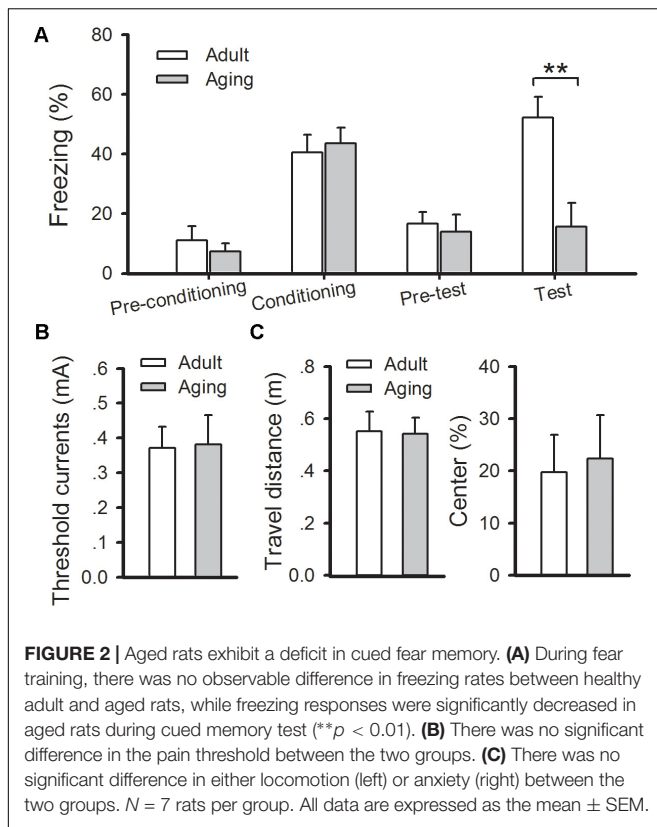 A
80
60
40
20
0
Freezing (%)
Adult
Aging
**
Pre-conditioning
Conditioning
Pre-test
Test
B
Adult
Aging
.6
.5
.4
.3
.2
.1
0.0
Threshold currents (mA)
C
Adult
Aging
.8
.6
.4
.2
0.0
Travel distance (m)
40
30
20
10
0
Center (%)
FIGURE 2 | Aged rats exhibit a deficit in cued fear memory. (A) During fear
training, there was no observable difference in freezing rates between healthy
adult and aged rats, while freezing responses were significantly decreased in
aged rats during cued memory test (**p < 0.01). (B) There was no significant
difference in the pain threshold between the two groups. (C) There was no
significant difference in either locomotion (left) or anxiety (right) between the
two groups. N = 7 rats per group. All data are expressed as the mean ± SEM.